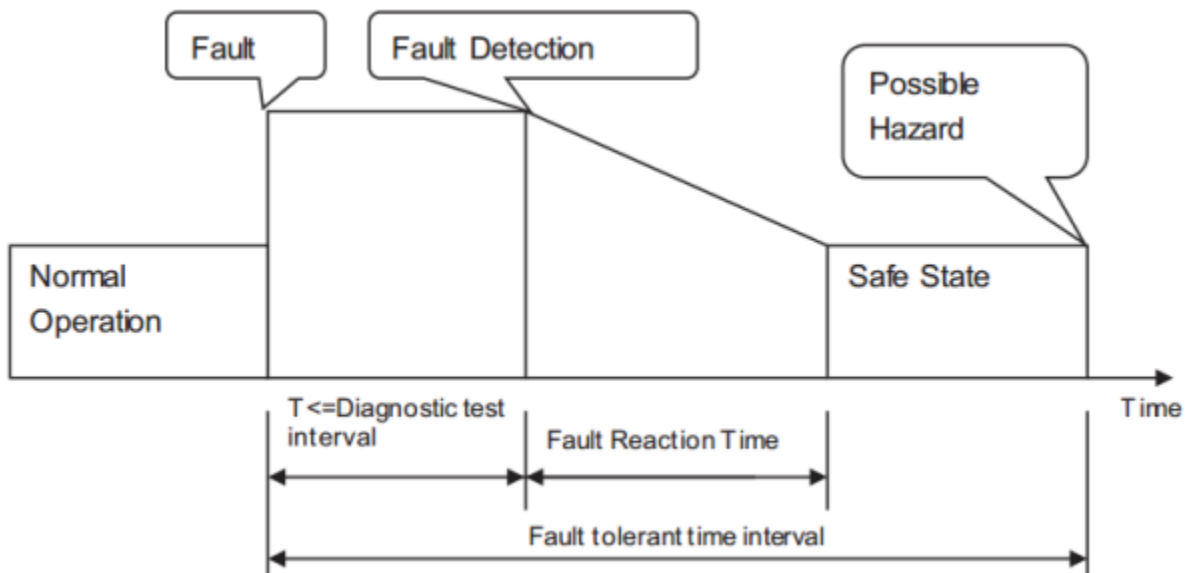 Fault
Fault Detection
Possible
Hazard
Normal
Operation
Safe State
T<=Diagnostic test
interval
Time
Fault Reaction Time
Fault tolerant time interval